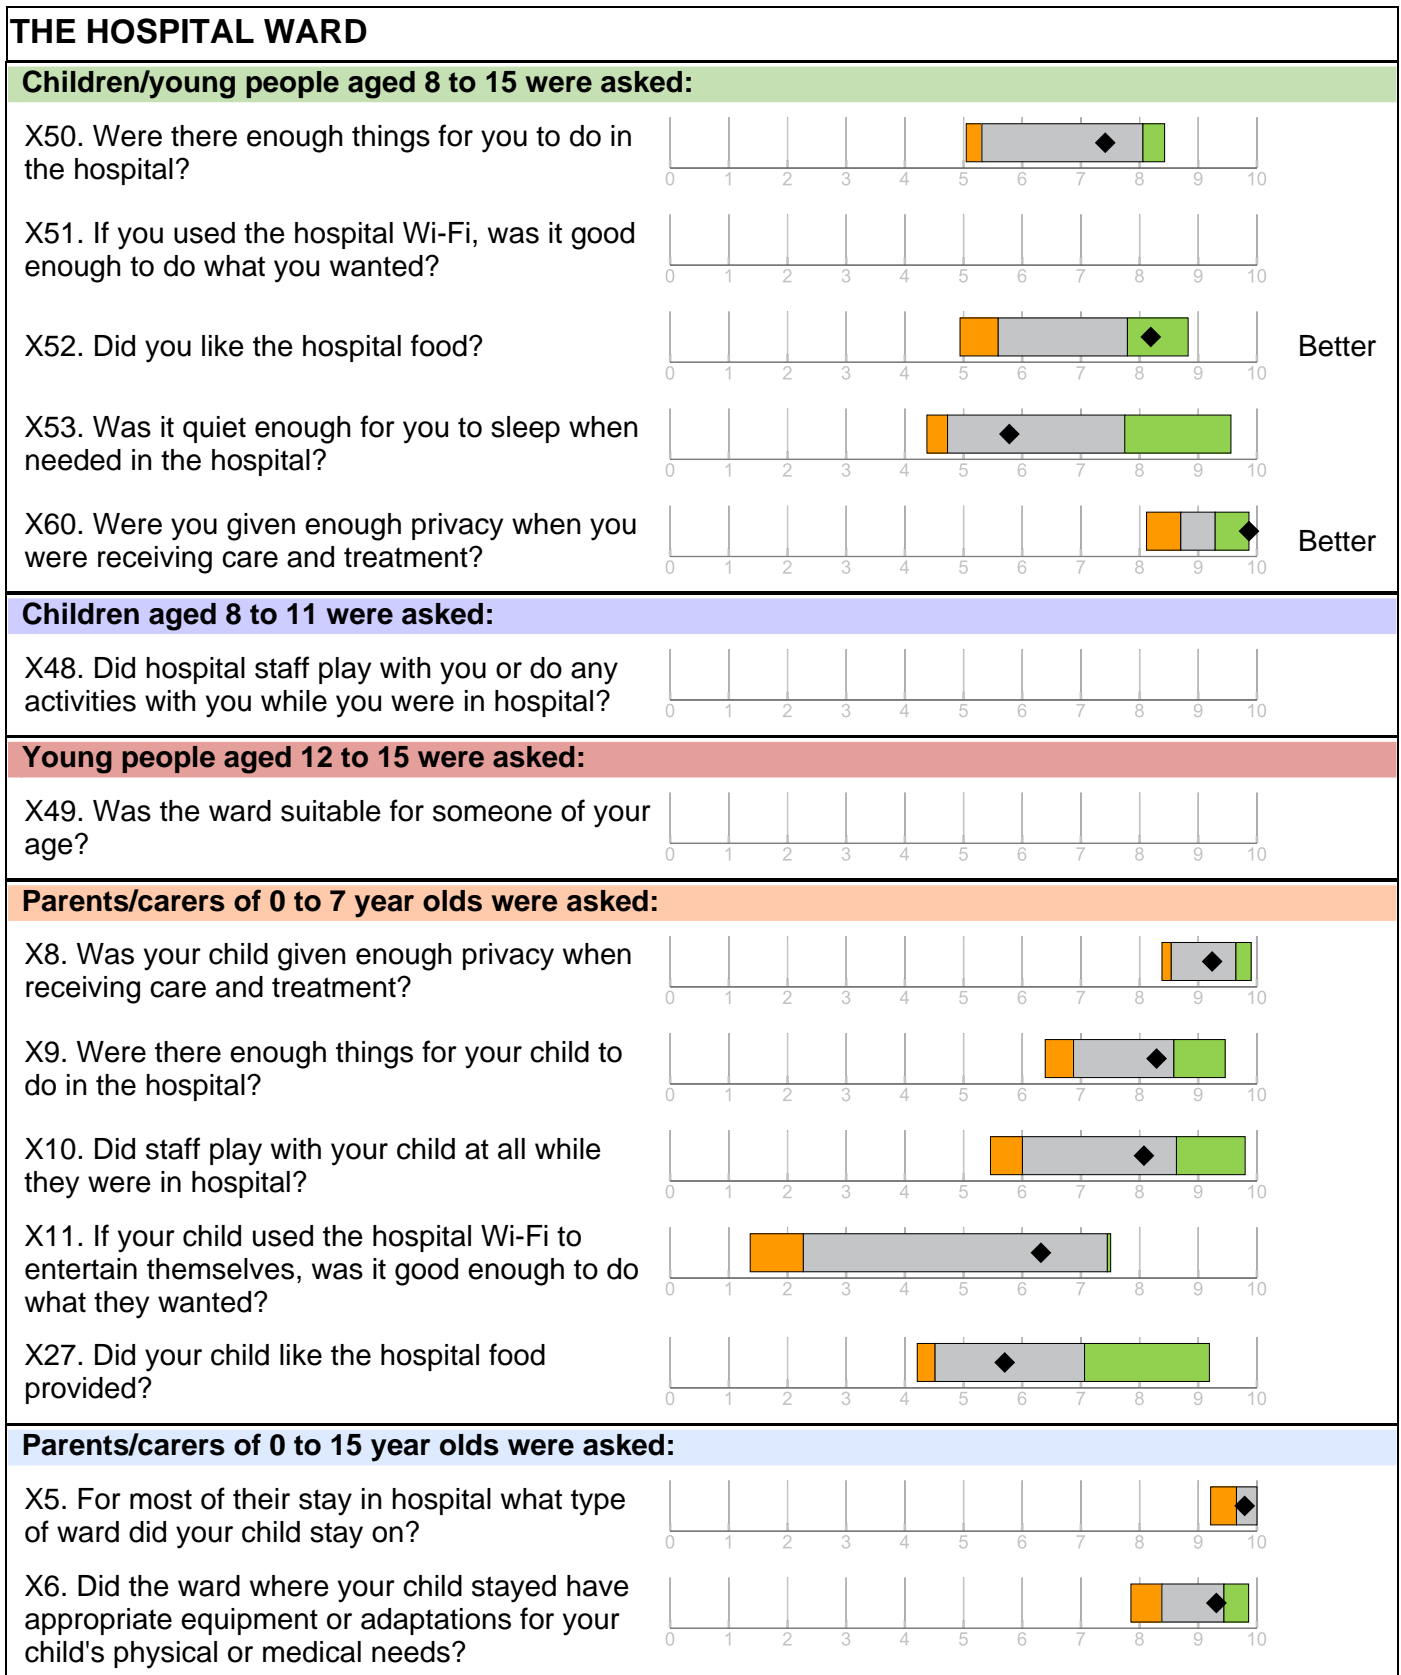 THE HOSPITAL WARD
Children/young people aged 8 to 15 were asked:
X50. Were there enough things for you to do in
the hospital?
0 1 2 3 4 5 6 7 8 9 10
X51. If you used the hospital Wi-Fi, was it good
enough to do what you wanted?
0 1 2 3 4 5 6 7 8 9 10
X52. Did you like the hospital food?
Better
0 1 2 3 4 5 6 7 8 9 10
X53. Was it quiet enough for you to sleep when
needed in the hospital?
0 1 2 3 4 5 6 7 8 9 10
X60. Were you given enough privacy when you
were receiving care and treatment?
Better
0 1 2 3 4 5 6 7 8 9 10
Children aged 8 to 11 were asked:
X48. Did hospital staff play with you or do any
activities with you while you were in hospital?
0 1 2 3 4 5 6 7 8 9 10
Young people aged 12 to 15 were asked:
X49. Was the ward suitable for someone of your
age?
0 1 2 3 4 5 6 7 8 9 10
Parents/carers of 0 to 7 year olds were asked:
X8. Was your child given enough privacy when
receiving care and treatment?
0 1 2 3 4 5 6 7 8 9 10
X9. Were there enough things for your child to
do in the hospital?
0 1 2 3 4 5 6 7 8 9 10
X10. Did staff play with your child at all while
they were in hospital?
0 1 2 3 4 5 6 7 8 9 10
X11. If your child used the hospital Wi-Fi to
entertain themselves, was it good enough to do
what they wanted?
0 1 2 3 4 5 6 7 8 9 10
X27. Did your child like the hospital food
provided?
0 1 2 3 4 5 6 7 8 9 10
Parents/carers of 0 to 15 year olds were asked:
X5. For most of their stay in hospital what type
of ward did your child stay on?
0 1 2 3 4 5 6 7 8 9 10
X6. Did the ward where your child stayed have
appropriate equipment or adaptations for your
child's physical or medical needs?
0 1 2 3 4 5 6 7 8 9 10